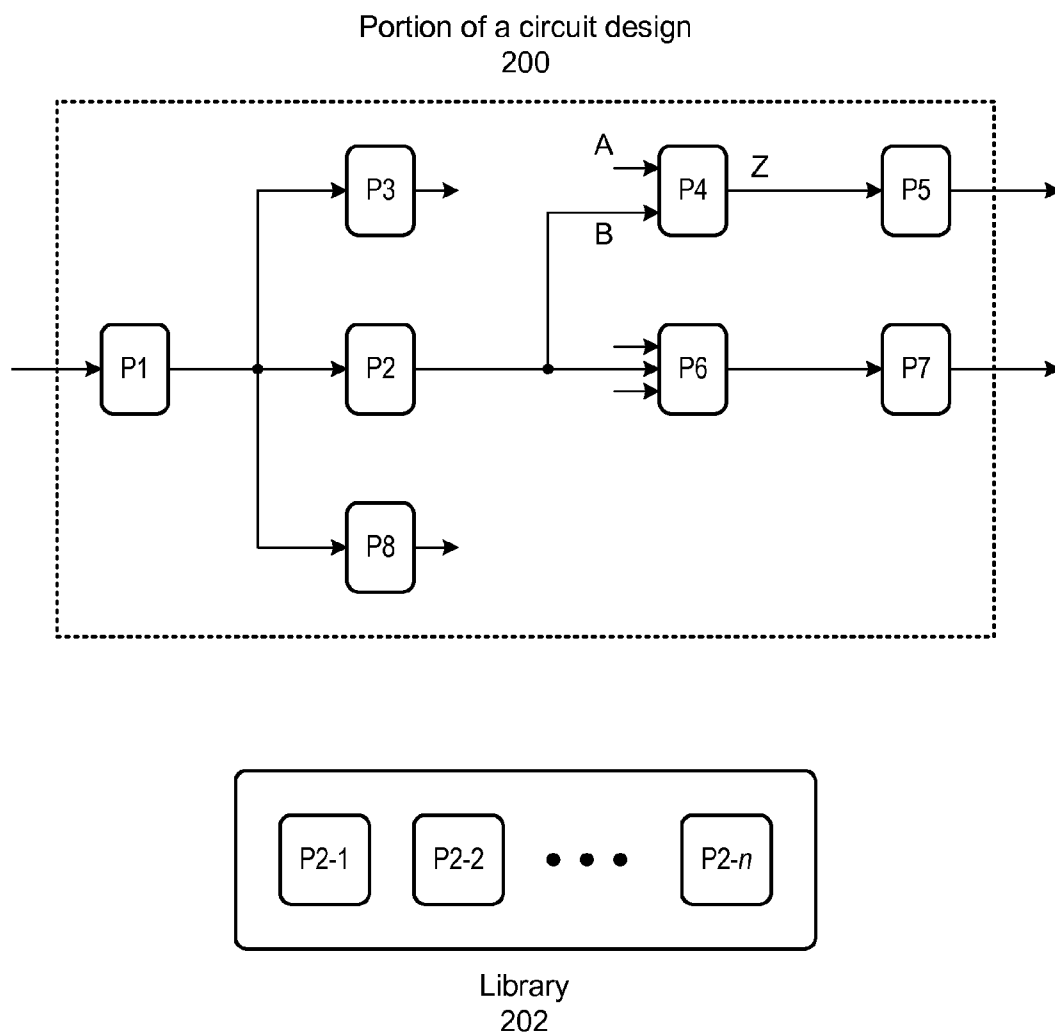 Portion of a circuit design
200
A
P3
P4
Z
P5
B
P1
P2
P6
P7
P8
P2-1
P2-2
P2-n
Library
202